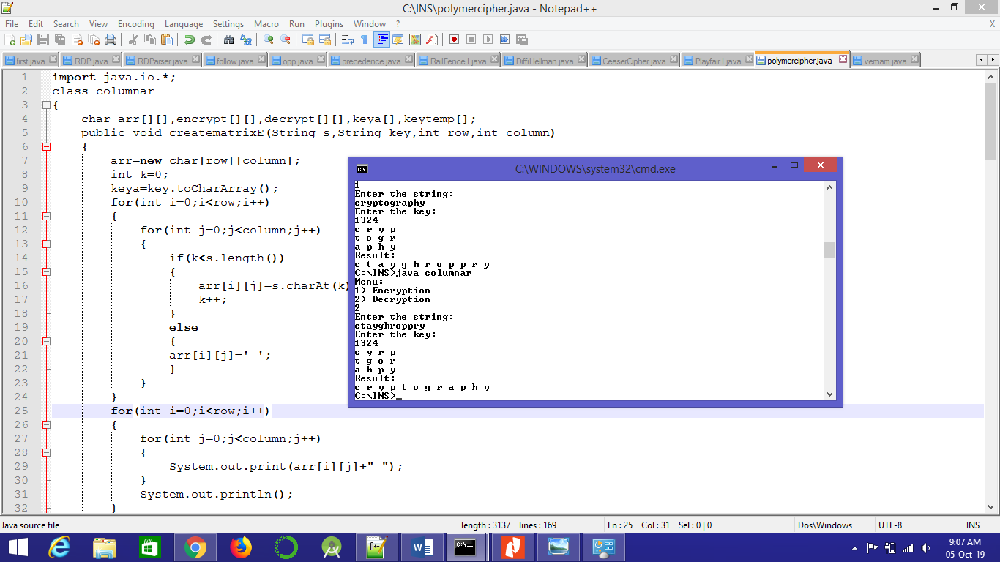 C:\INS\polymercipher.java - Notepad++
File Edit Search View Encoding Language Settings Macro Run Plugins Window ? X
first.java RDP.java RDParser.java follow.java opp.java precedence.java RailFence1.java DiffiHellman.java CeaserCipher.java Playfair1.java polymercipher.java vernam.java
1 import java.io.*;
2 class columnar
3 {
4 char arr[][],encrypt[][],decrypt[][],keya[],keytemp[];
5 public void creatematrixE(String s,String key,int row,int column)
6 {
7 arr=new char[row][column];
8 int k=0;
9 keya=key.toCharArray();
10 for(int i=0;i<row;i++)
11 {
12 for(int j=0;j<column;j++)
13 {
14 if(k<s.length())
15 {
16 arr[i][j]=s.charAt(k)
17 k++;
18 }
19 else
20 {
21 arr[i][j]=' ';
22 }
23 }
24 }
25 for(int i=0;i<row;i++)
26 {
27 for(int j=0;j<column;j++)
28 {
29 System.out.print(arr[i][j]+" ");
30 }
31 System.out.println();
32 }
C:\WINDOWS\system32\cmd.exe
1
Enter the string:
cryptography
Enter the key:
1324
c r y p
t o g r
a p h y
Result:
c t a y g h r o p p r y
C:\INS>java columnar
Menu:
1) Encryption
2) Decryption
2
Enter the string:
ctayghroppry
Enter the key:
1324
c y r p
t g o r
a h p y
Result:
c r y p t o g r a p h y
C:\INS>_
Java source file length : 3137 lines : 169 Ln : 25 Col : 31 Sel : 0 | 0 Dos\Windows UTF-8 INS
9:07 AM
05-Oct-19